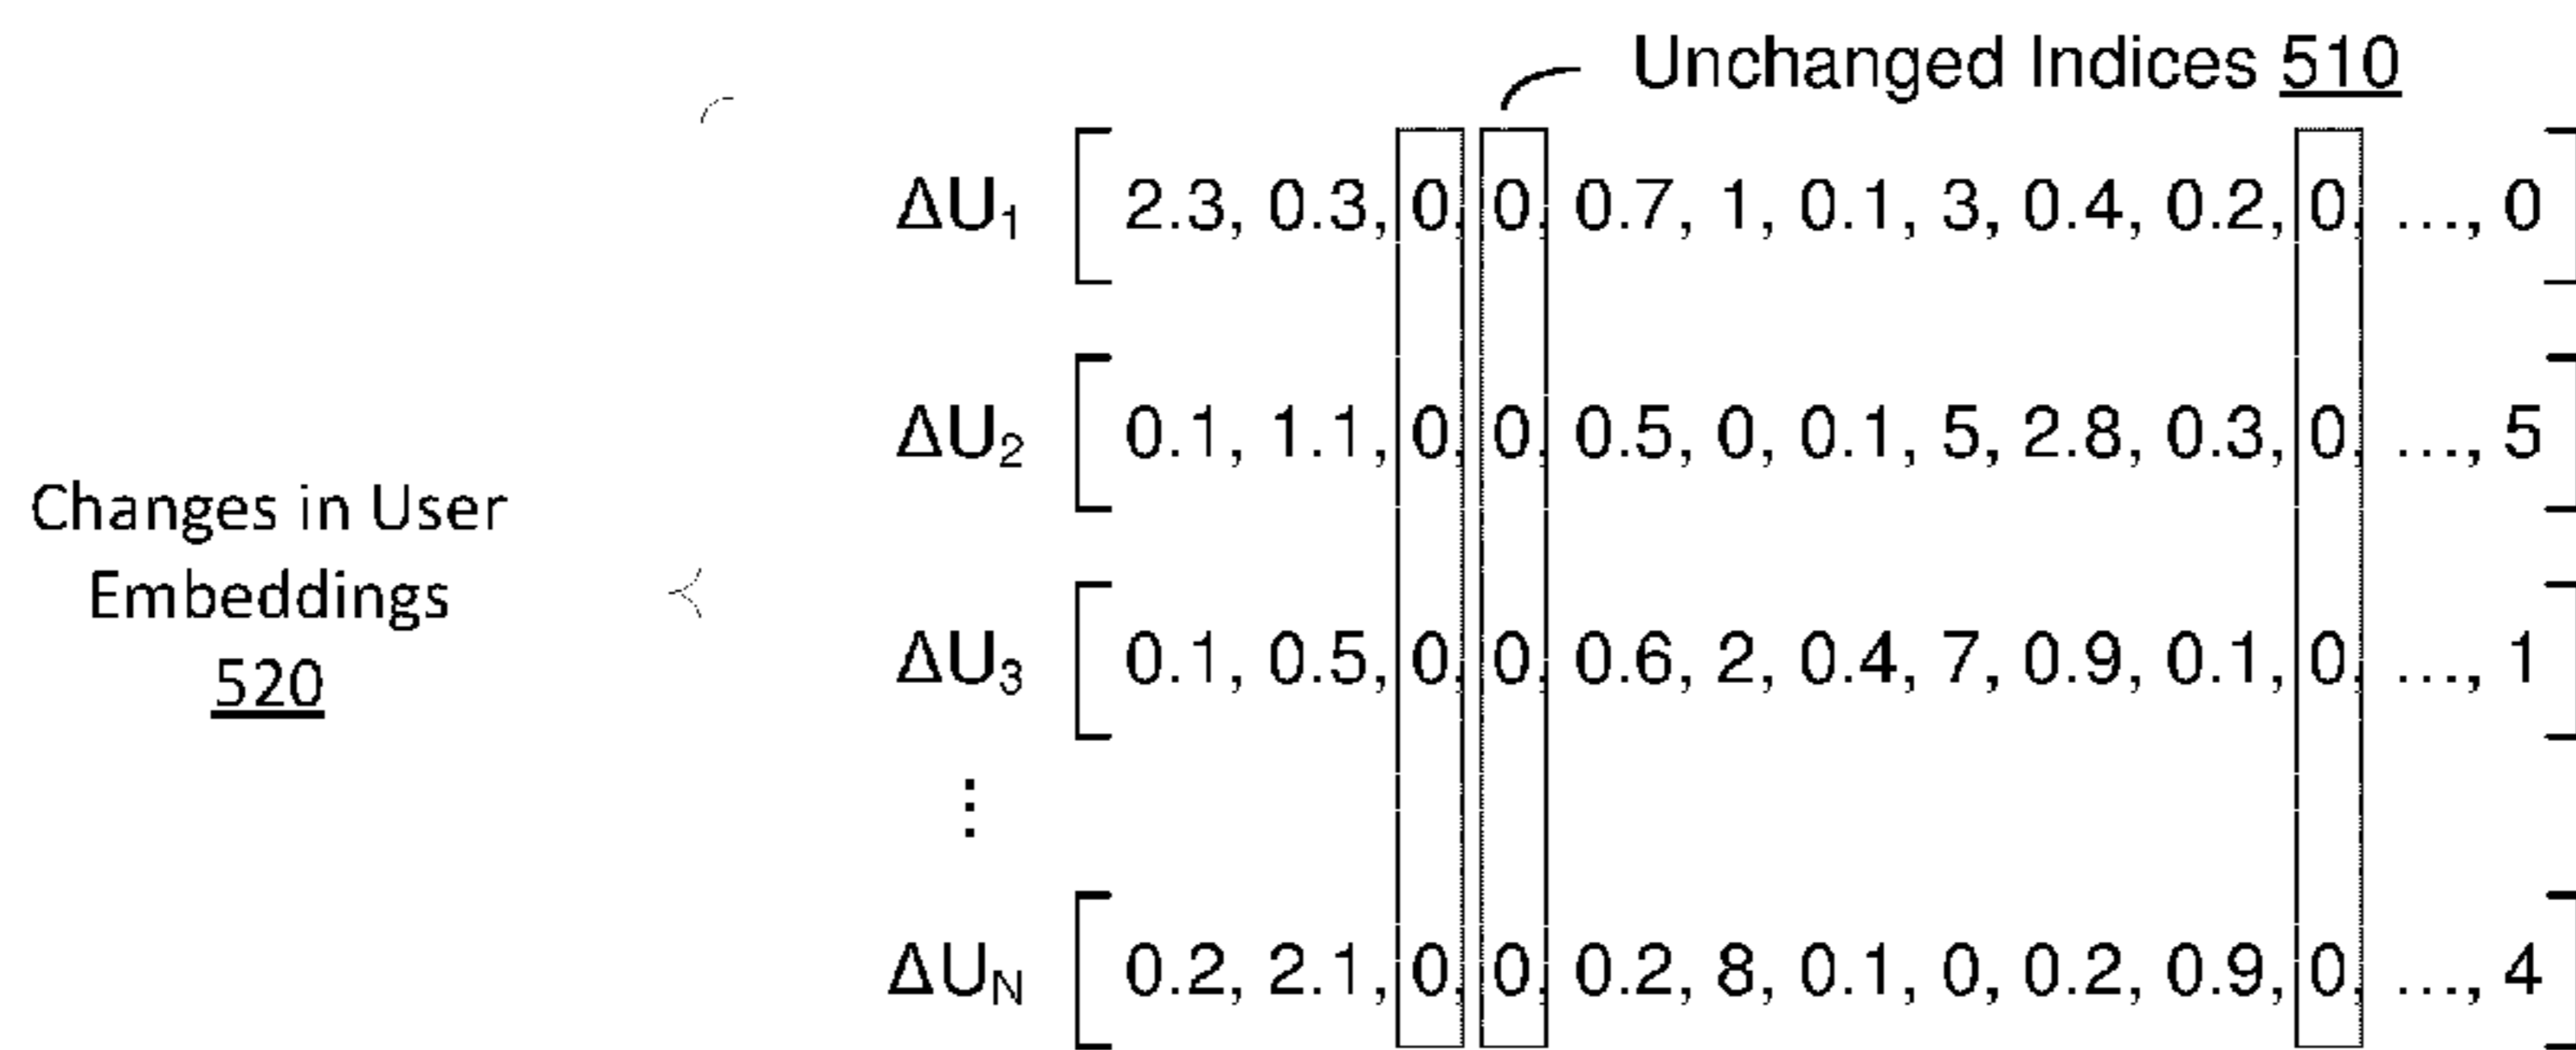 Unchanged Indices 510
ΔU₁ [ 2.3, 0.3, 0, 0, 0.7, 1, 0.1, 3, 0.4, 0.2, 0, ..., 0 ]
ΔU₂ [ 0.1, 1.1, 0, 0, 0.5, 0, 0.1, 5, 2.8, 0.3, 0, ..., 5 ]
Changes in User
Embeddings
520
ΔU₃ [ 0.1, 0.5, 0, 0, 0.6, 2, 0.4, 7, 0.9, 0.1, 0, ..., 1 ]
⋮
ΔU_N [ 0.2, 2.1, 0, 0, 0.2, 8, 0.1, 0, 0.2, 0.9, 0, ..., 4 ]